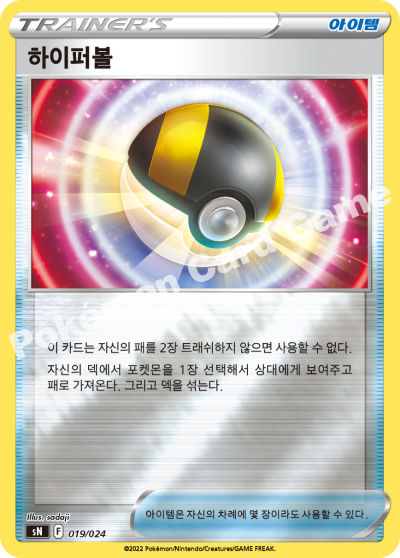 TRAINER'S 아이템
하이퍼볼
Pokémon Card Game
이 카드는 자신의 패를 2장 트래쉬하지 않으면 사용할 수 없다.
자신의 덱에서 포켓몬을 1장 선택해서 상대에게 보여주고
패로 가져온다. 그리고 덱을 섞는다.
Illus. sadaji
sN F 019/024
아이템은 자신의 차례에 몇 장이라도 사용할 수 있다.
©2022 Pokémon/Nintendo/Creatures/GAME FREAK.